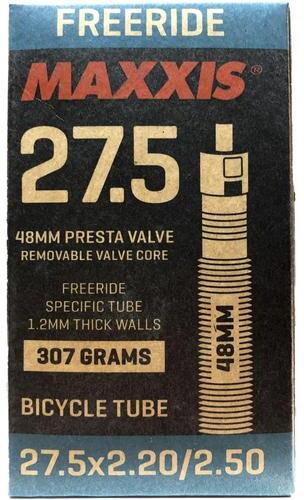 FREERIDE
MAXXIS®
27.5
48MM PRESTA VALVE
REMOVABLE VALVE CORE
FREERIDE
SPECIFIC TUBE
1.2MM THICK WALLS
307 GRAMS
48MM
BICYCLE TUBE
27.5x2.20/2.50